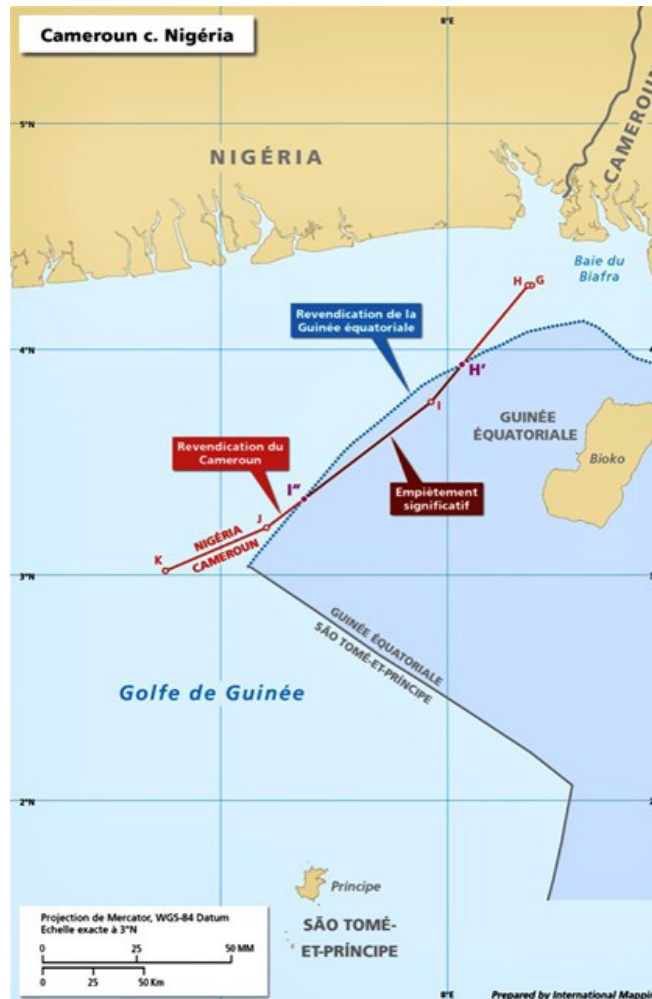 Cameroun c. Nigéria
8°E
5°N
NIGÉRIA
CAMEROUN
Baie du
Biafra
H
G
Revendication de la
Guinée équatoriale
4°N
H'
I
GUINÉE
ÉQUATORIALE
Bioko
Revendication du
Cameroun
I"
Empiètement
significatif
J
K
NIGÉRIA
CAMEROUN
3°N
GUINÉE ÉQUATORIALE
SÃO TOMÉ-ET-PRÍNCIPE
Golfe de Guinée
2°N
Príncipe
SÃO TOMÉ-
ET-PRÍNCIPE
Projection de Mercator, WGS-84 Datum
Echelle exacte à 3°N
0 25 50 MM
0 25 50 Km
8°E
Prepared by International Mappin